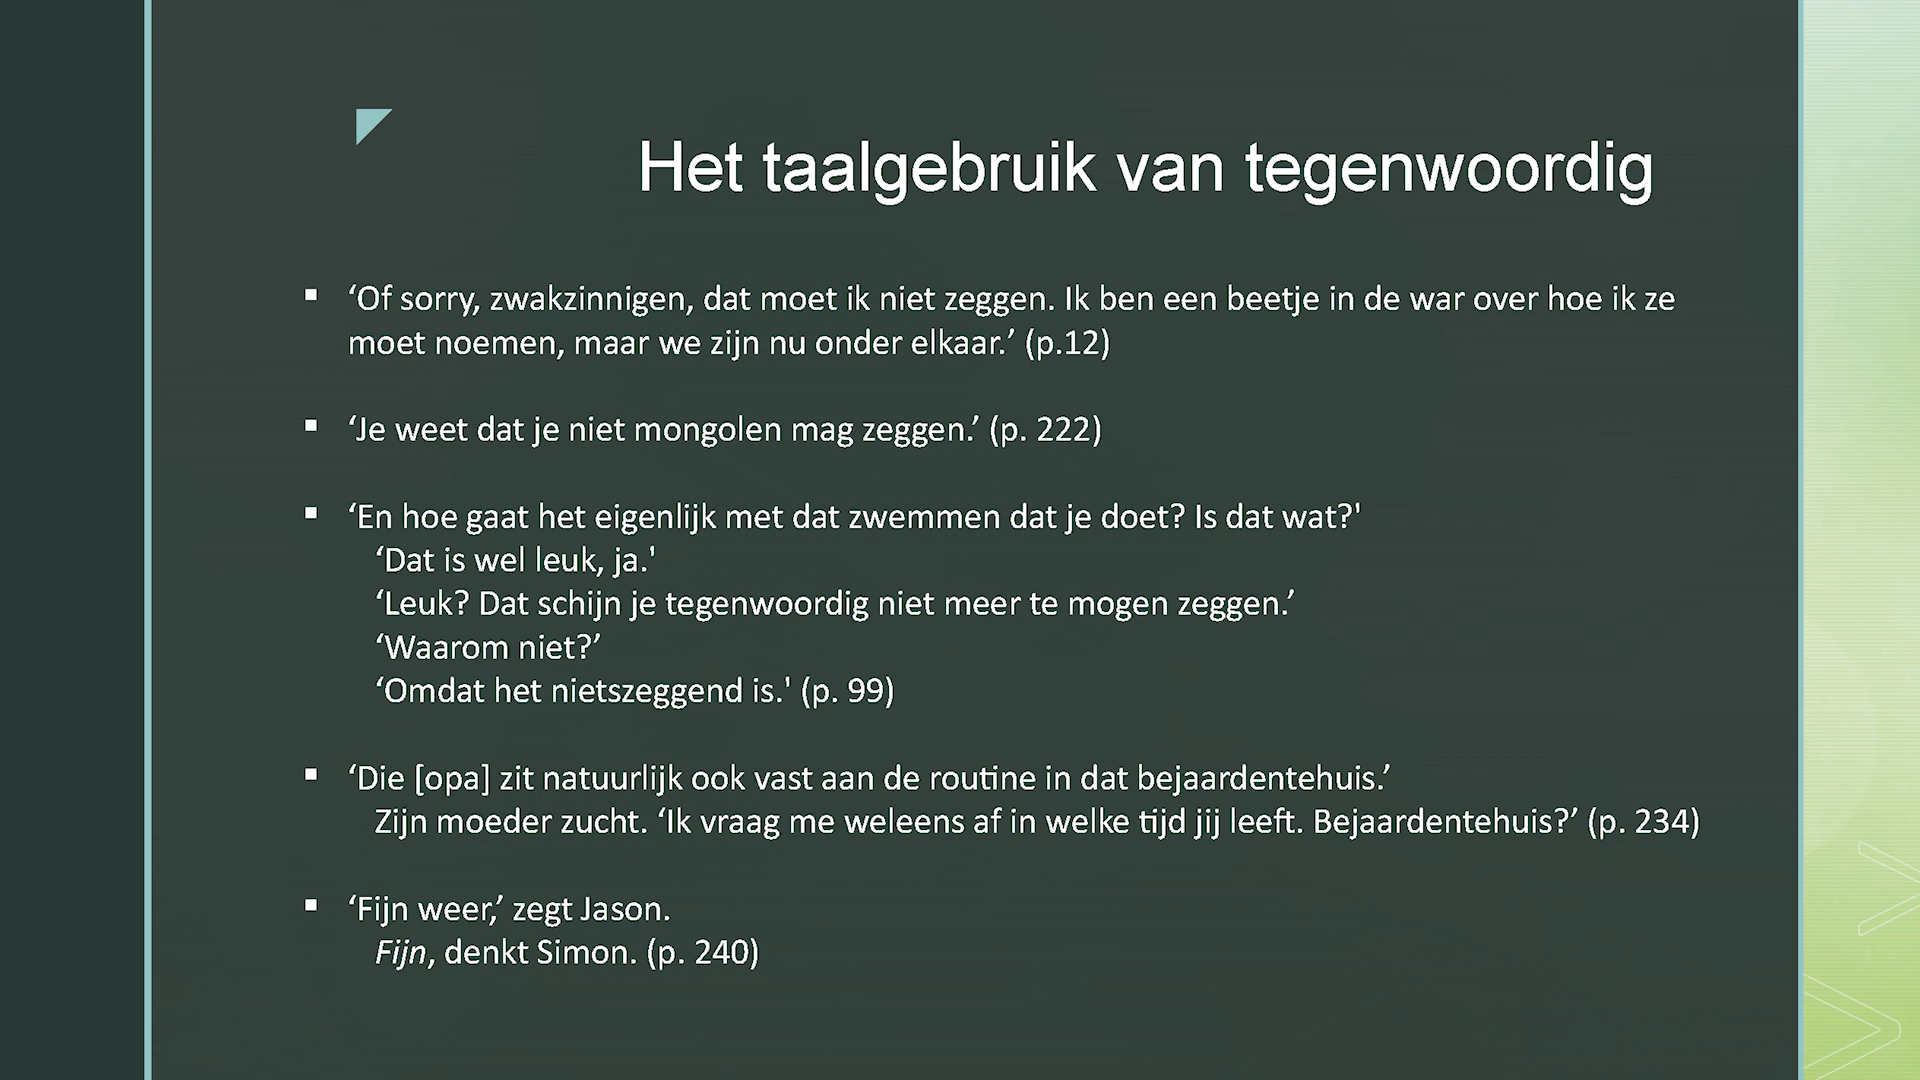 Het taalgebruik van tegenwoordig
▪ ‘Of sorry, zwakzinnigen, dat moet ik niet zeggen. Ik ben een beetje in de war over hoe ik ze
moet noemen, maar we zijn nu onder elkaar.’ (p.12)
▪ ‘Je weet dat je niet mongolen mag zeggen.’ (p. 222)
▪ ‘En hoe gaat het eigenlijk met dat zwemmen dat je doet? Is dat wat?'
‘Dat is wel leuk, ja.'
‘Leuk? Dat schijn je tegenwoordig niet meer te mogen zeggen.’
‘Waarom niet?’
‘Omdat het nietszeggend is.' (p. 99)
▪ ‘Die [opa] zit natuurlijk ook vast aan de routine in dat bejaardentehuis.’
Zijn moeder zucht. ‘Ik vraag me weleens af in welke tijd jij leeft. Bejaardentehuis?’ (p. 234)
▪ ‘Fijn weer,’ zegt Jason.
Fijn, denkt Simon. (p. 240)